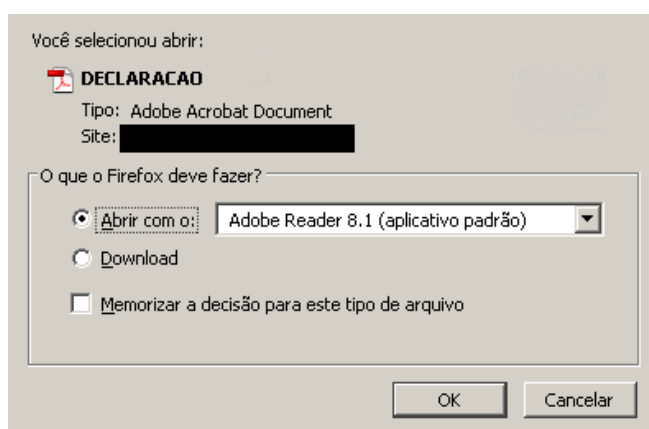 Você selecionou abrir:
DECLARACAO
Tipo: Adobe Acrobat Document
Site:
O que o Firefox deve fazer?
Abrir com o: Adobe Reader 8.1 (aplicativo padrão)
Download
Memorizar a decisão para este tipo de arquivo
OK Cancelar